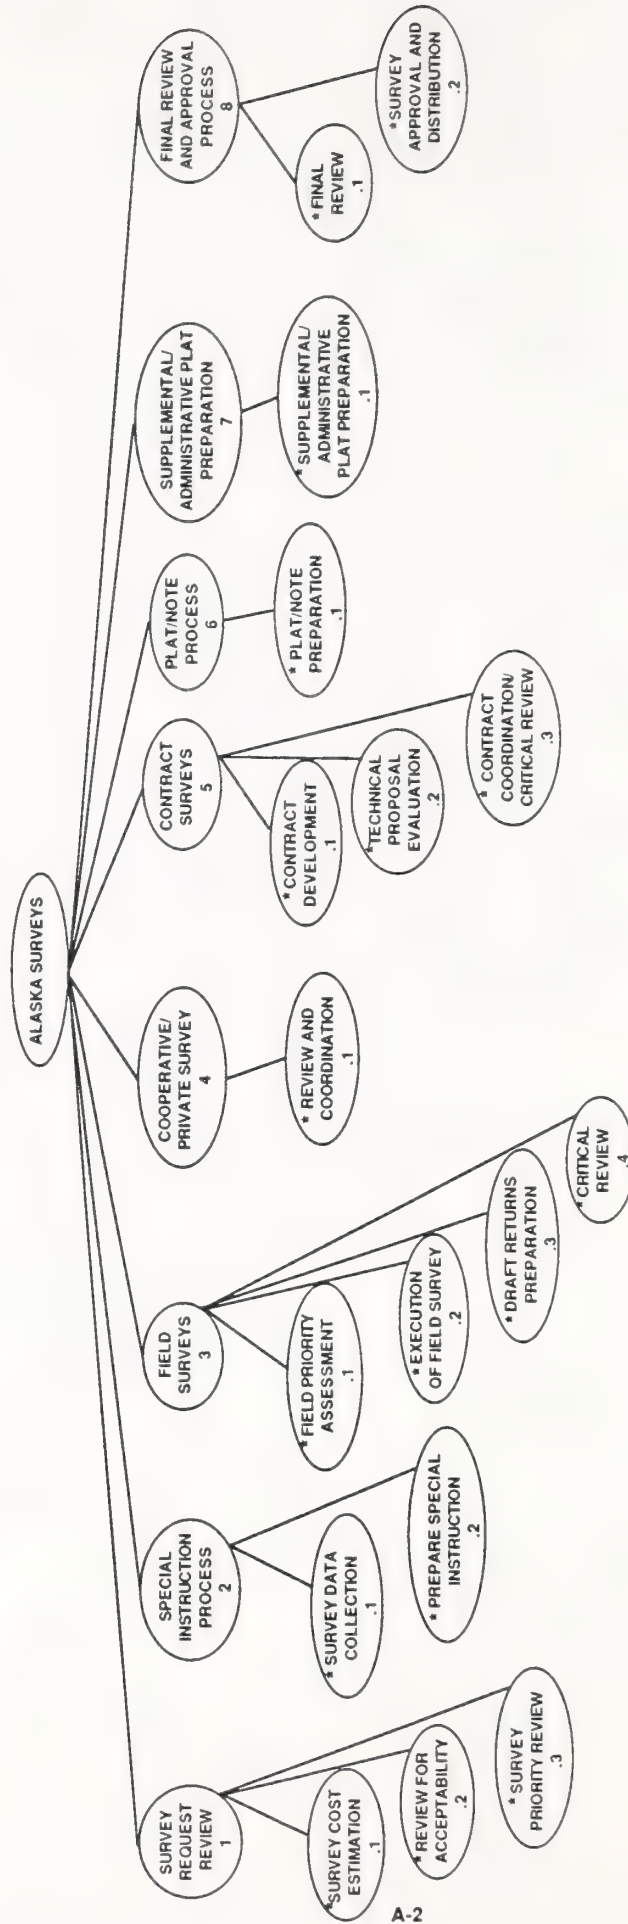 ALASKA SURVEYS
SURVEY
REQUEST
REVIEW
1
*SURVEY COST
ESTIMATION
.1
*REVIEW FOR
ACCEPTABILITY
.2
*SURVEY
PRIORITY REVIEW
.3
SPECIAL
INSTRUCTION
PROCESS
2
*SURVEY DATA
COLLECTION
.1
*PREPARE SPECIAL
INSTRUCTION
.2
FIELD
SURVEYS
3
*FIELD PRIORITY
ASSESSMENT
.1
*EXECUTION
OF FIELD SURVEY
.2
*DRAFT RETURNS
PREPARATION
.3
*CRITICAL
REVIEW
.4
COOPERATIVE/
PRIVATE SURVEY
4
*REVIEW AND
COORDINATION
.1
CONTRACT
SURVEYS
5
*CONTRACT
DEVELOPMENT
.1
*TECHNICAL
PROPOSAL
EVALUATION
.2
*CONTRACT
COORDINATION/
CRITICAL REVIEW
.3
PLAT/NOTE
PROCESS
6
*PLAT/NOTE
PREPARATION
.1
SUPPLEMENTAL/
ADMINISTRATIVE PLAT
PREPARATION
7
*SUPPLEMENTAL/
ADMINISTRATIVE
PLAT PREPARATION
.1
FINAL REVIEW
AND APPROVAL
PROCESS
8
*FINAL
REVIEW
.1
*SURVEY
APPROVAL AND
DISTRIBUTION
.2
A-2